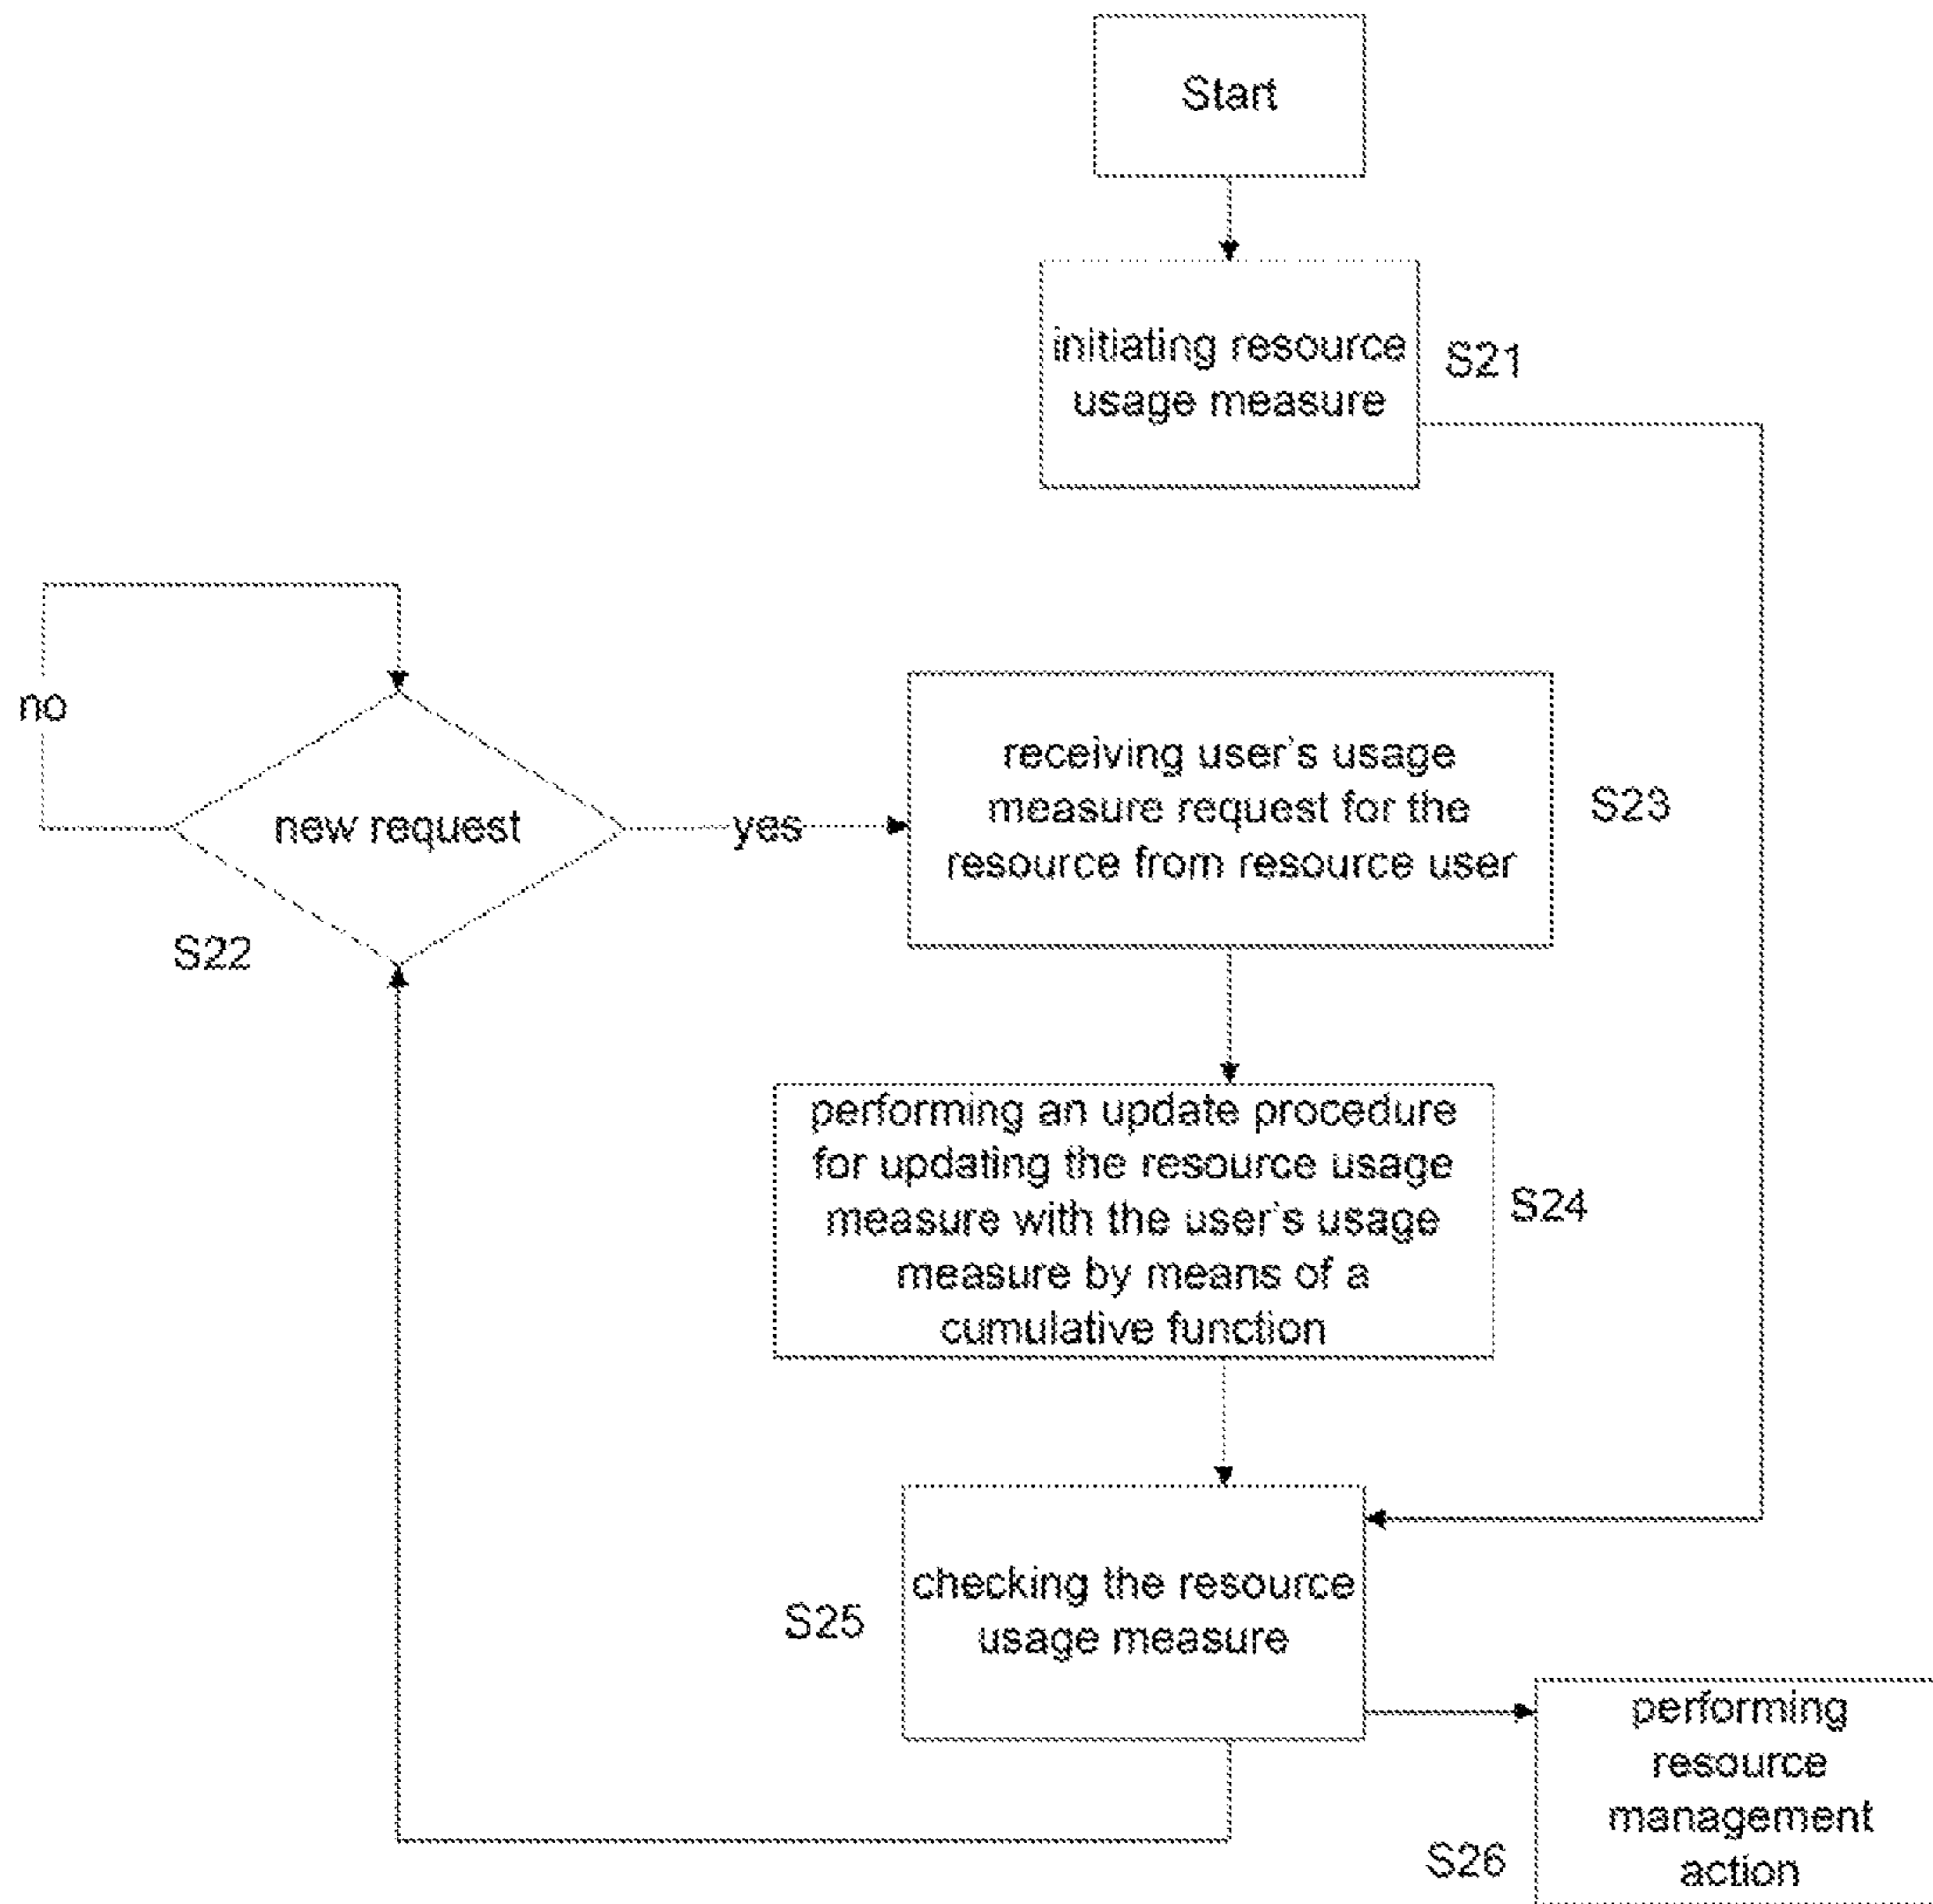 Start
initiating resource
usage measure
S21
no
new request
yes
S22
receiving user's usage
measure request for the
resource from resource user
S23
performing an update procedure
for updating the resource usage
measure with the user's usage
measure by means of a
cumulative function
S24
checking the resource
usage measure
S25
performing
resource
management
action
S26